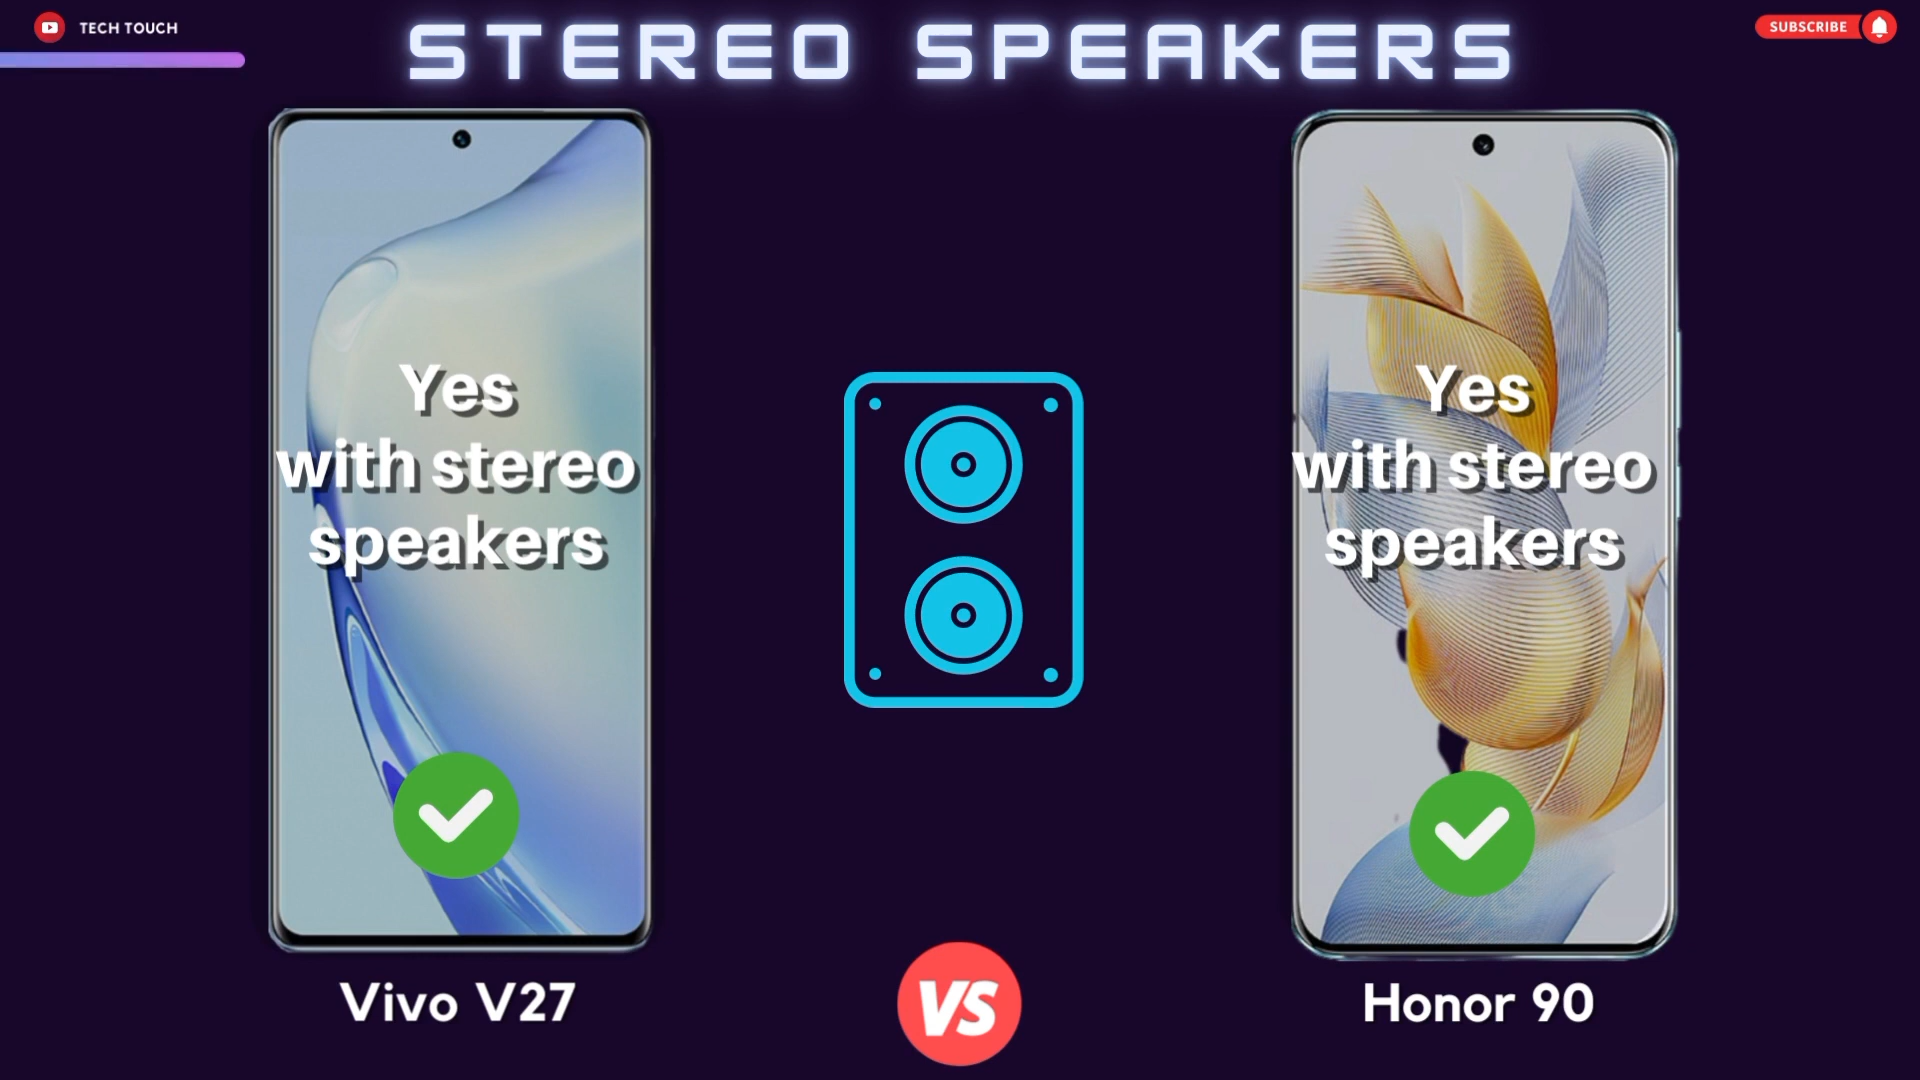 TECH TOUCH
STEREO SPEAKERS
SUBSCRIBE
Yes
with stereo
speakers
Yes
with stereo
speakers
Vivo V27
VS
Honor 90